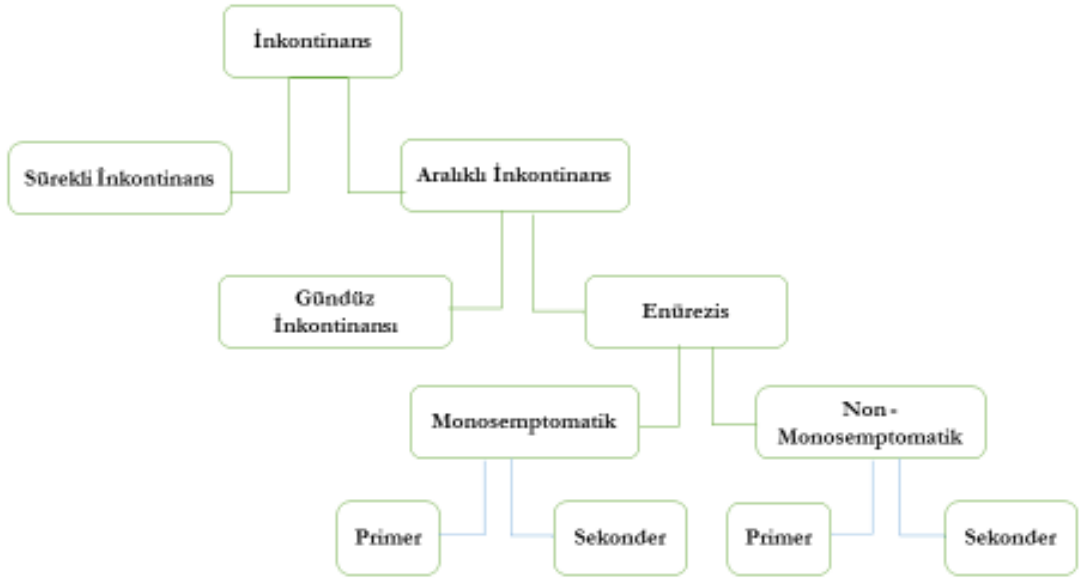 İnkontinans
Sürekli İnkontinans
Aralıklı İnkontinans
Gündüz
İnkontinansı
Enürezis
Monosemptomatik
Non -
Monosemptomatik
Primer
Sekonder
Primer
Sekonder